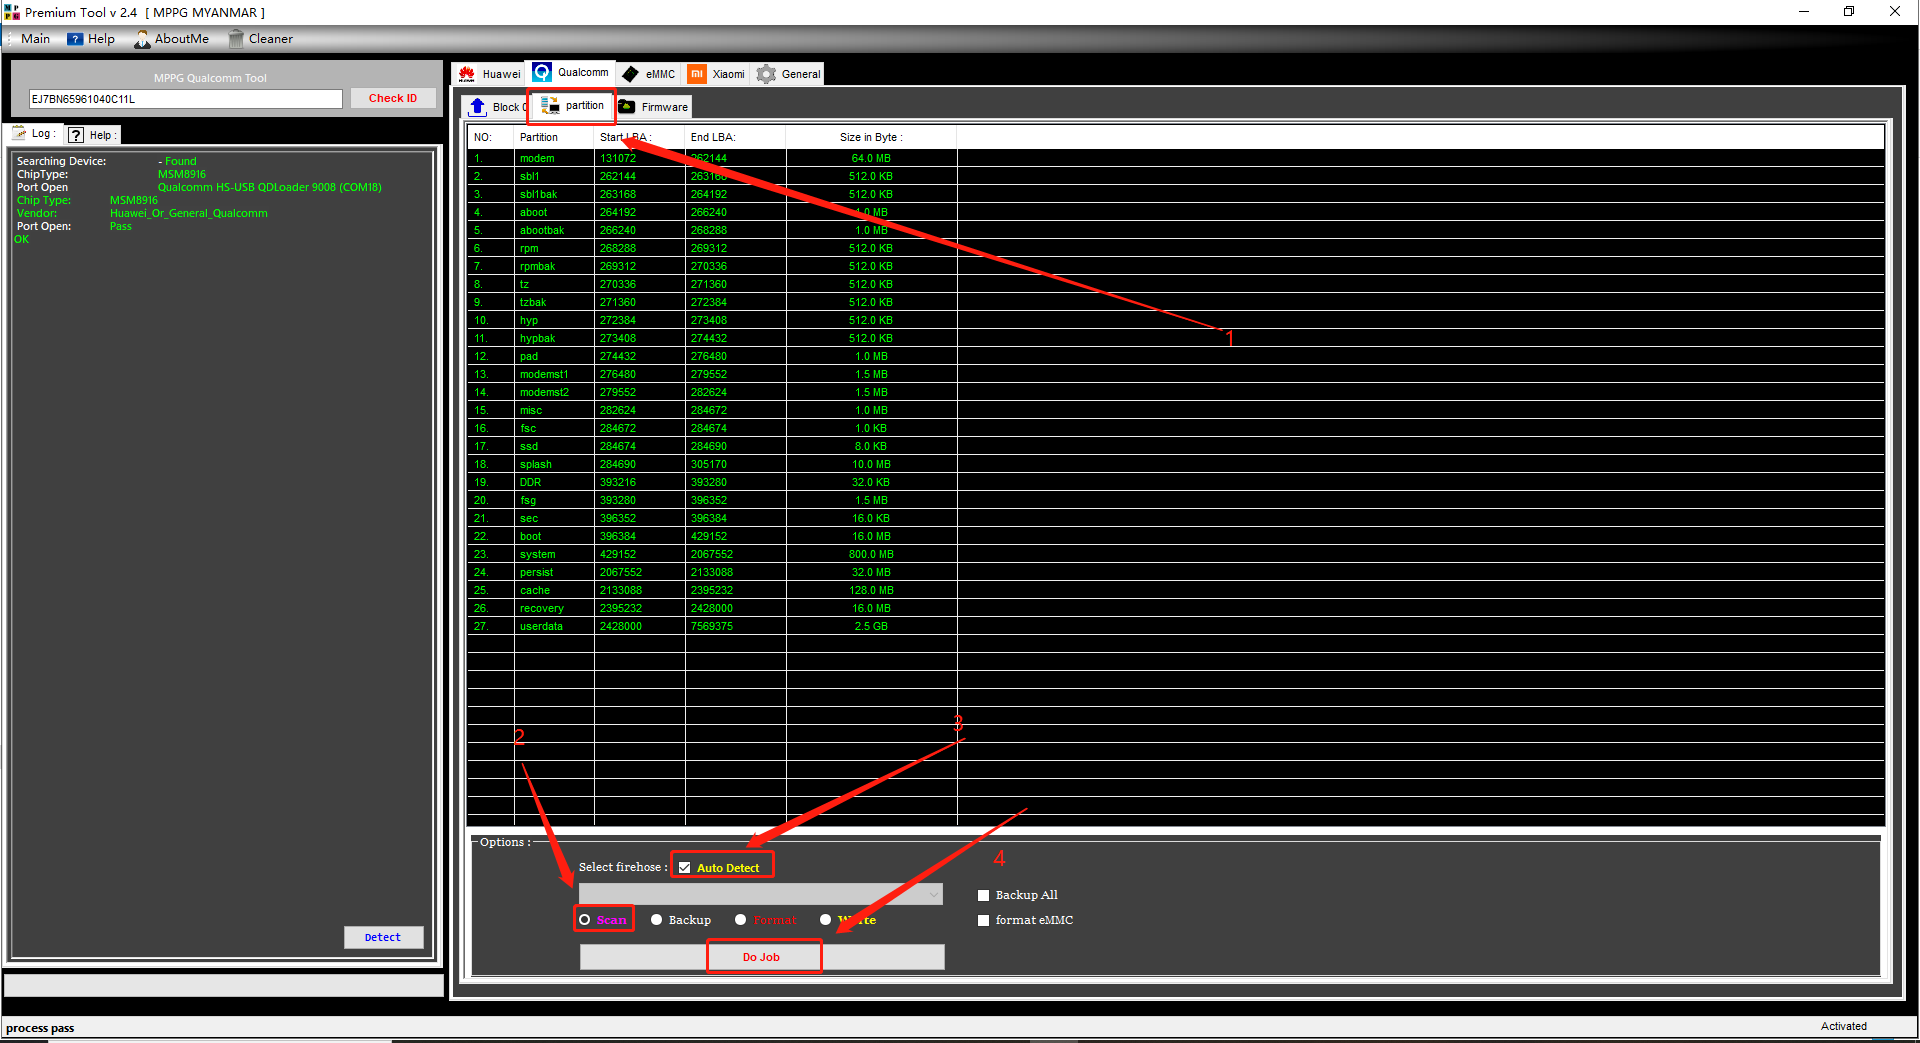 Premium Tool v 2.4 [ MPPG MYANMAR ]
Main Help AboutMe Cleaner
MPPG Qualcomm Tool
EJ7BN65961040C11L Check ID
Log : Help :
Searching Device: - Found
ChipType: MSM8916
Port Open Qualcomm HS-USB QDLoader 9008 (COM18)
Chip Type: MSM8916
Vendor: Huawei_Or_General_Qualcomm
Port Open: Pass
OK
Detect
Huawei Qualcomm eMMC Xiaomi General
Block partition Firmware
NO: Partition Start LBA : End LBA: Size in Byte :
1. modem 131072 262144 64.0 MB
2. sbl1 262144 263168 512.0 KB
3. sbl1bak 263168 264192 512.0 KB
4. aboot 264192 266240 1.0 MB
5. abootbak 266240 268288 1.0 MB
6. rpm 268288 269312 512.0 KB
7. rpmbak 269312 270336 512.0 KB
8. tz 270336 271360 512.0 KB
9. tzbak 271360 272384 512.0 KB
10. hyp 272384 273408 512.0 KB
11. hypbak 273408 274432 512.0 KB
12. pad 274432 276480 1.0 MB
13. modemst1 276480 279552 1.5 MB
14. modemst2 279552 282624 1.5 MB
15. misc 282624 284672 1.0 MB
16. fsc 284672 284674 1.0 KB
17. ssd 284674 284690 8.0 KB
18. splash 284690 305170 10.0 MB
19. DDR 393216 393280 32.0 KB
20. fsg 393280 396352 1.5 MB
21. sec 396352 396384 16.0 KB
22. boot 396384 429152 16.0 MB
23. system 429152 2067552 800.0 MB
24. persist 2067552 2133088 32.0 MB
25. cache 2133088 2395232 128.0 MB
26. recovery 2395232 2428000 16.0 MB
27. userdata 2428000 7569375 2.5 GB
1
2
3
4
Options :
Select firehose : Auto Detect
Backup All
Scan Backup Format Write format eMMC
Do Job
process pass Activated